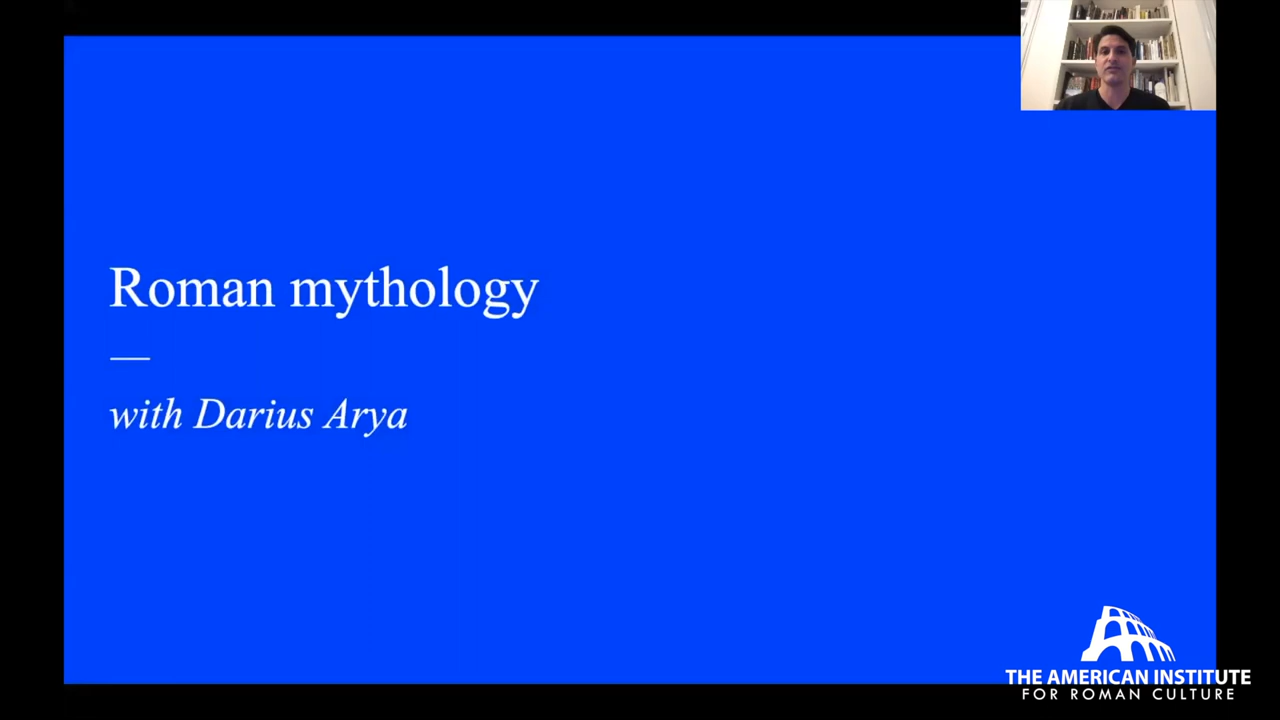 Roman mythology
with Darius Arya
THE AMERICAN INSTITUTE
FOR ROMAN CULTURE